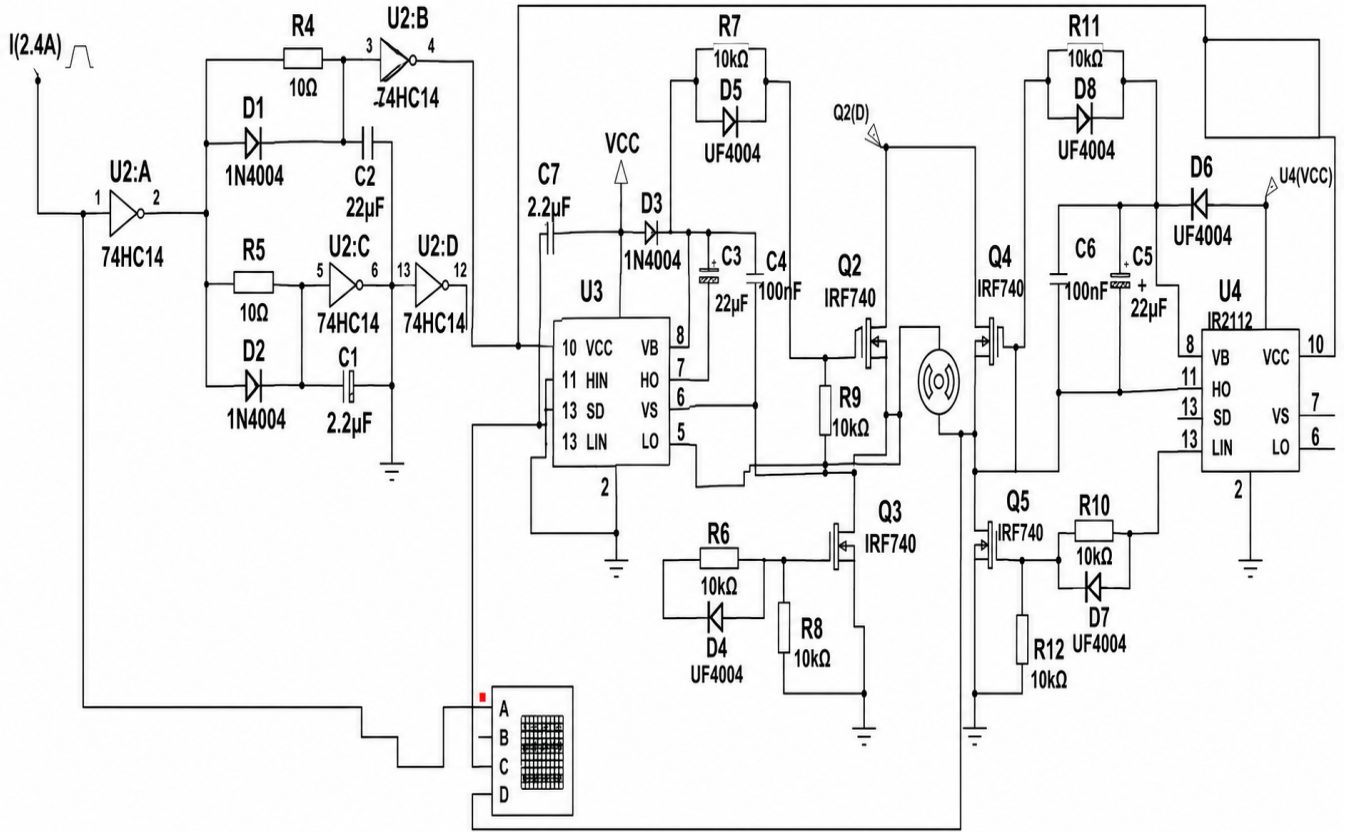 I(2.4A)
R4
10Ω
U2:B
3
4
74HC14
D1
1N4004
C2
22µF
U2:A
1
2
74HC14
R5
10Ω
U2:C
5
6
74HC14
U2:D
13
12
74HC14
D2
1N4004
C1
2.2µF
C7
2.2µF
VCC
D3
1N4004
R7
10kΩ
D5
UF4004
C3
+
22µF
C4
100nF
U3
10 VCC VB 8
11 HIN HO 7
13 SD VS 6
13 LIN LO 5
2
Q2(D)
Q2
IRF740
R9
10kΩ
Q3
IRF740
R6
10kΩ
D4
UF4004
R8
10kΩ
R11
10kΩ
D8
UF4004
D6
UF4004
U4(VCC)
Q4
IRF740
C6
100nF
C5
+
+
22µF
U4
IR2112
8 VB VCC 10
11 HO
13 SD VS 7
13 LIN LO 6
2
Q5
IRF740
R10
10kΩ
D7
UF4004
R12
10kΩ
A
B
C
D